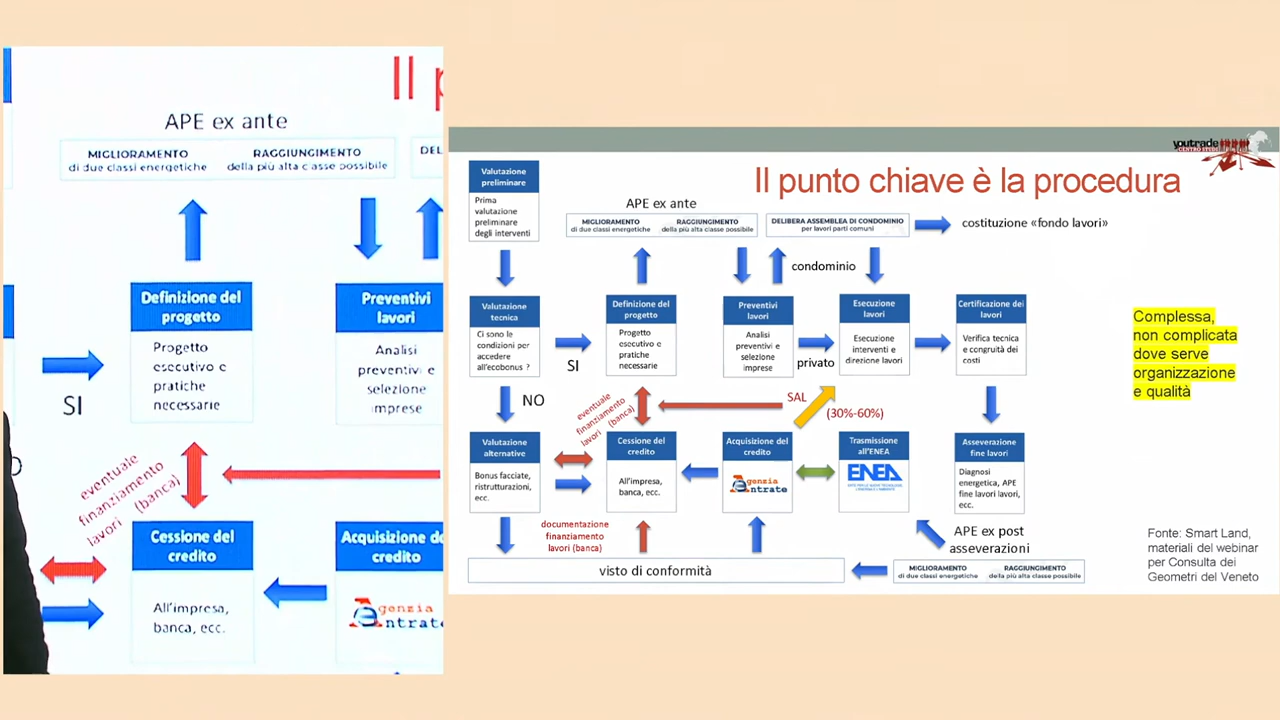 Il p
APE ex ante
MIGLIORAMENTO
di due classi energetiche
RAGGIUNGIMENTO
della più alta classe possibile
DEL
Definizione del
progetto
Progetto
esecutivo e
pratiche
necessarie
Preventivi
lavori
Analisi
preventivi e
selezione
imprese
SI
eventuale
finanziamento
lavori (banca)
Cessione del
credito
All'impresa,
banca, ecc.
Acquisizione de
credito
genzia
ntrate
youtrade
Il punto chiave è la procedura
Valutazione
preliminare
Prima
valutazione
preliminare
degli interventi
APE ex ante
MIGLIORAMENTO
di due classi energetiche
RAGGIUNGIMENTO
della più alta classe possibile
DELIBERA ASSEMBLEA DI CONDOMINIO
per lavori parti comuni
costituzione «fondo lavori»
condominio
Valutazione
tecnica
Ci sono le
condizioni per
accedere
all'ecobonus ?
SI
Definizione del
progetto
Progetto
esecutivo e
pratiche
necessarie
Preventivi
lavori
Analisi
preventivi e
selezione
imprese
privato
Esecuzione
lavori
Esecuzione
interventi e
direzione lavori
Certificazione dei
lavori
Verifica tecnica
e congruità dei
costi
Complessa,
non complicata
dove serve
organizzazione
e qualità
NO
eventuale
finanziamento
lavori (banca)
SAL
(30%-60%)
Valutazione
alternative
Bonus facciate,
ristrutturazioni,
ecc.
Cessione del
credito
All'impresa,
banca, ecc.
Acquisizione del
credito
genzia
ntrate
Trasmissione
all'ENEA
ENEA
Asseverazione
fine lavori
Diagnosi
energetica, APE
fine lavori lavori,
ecc.
documentazione
finanziamento
lavori (banca)
APE ex post
asseverazioni
visto di conformità
MIGLIORAMENTO
di due classi energetiche
RAGGIUNGIMENTO
della più alta classe possibile
Fonte: Smart Land,
materiali del webinar
per Consulta dei
Geometri del Veneto